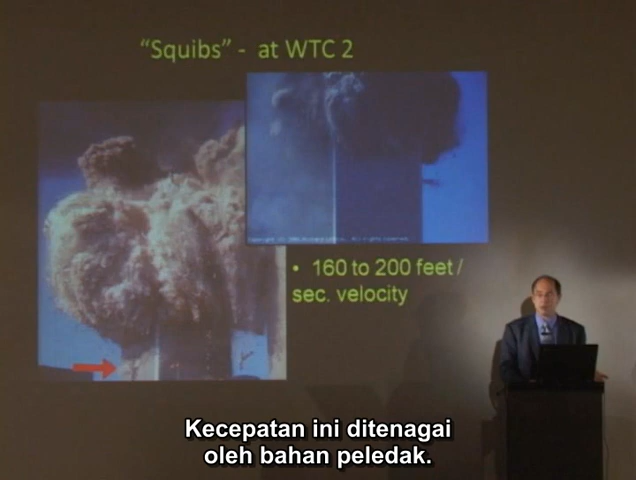 “Squibs” - at WTC 2
• 160 to 200 feet /
sec. velocity
Kecepatan ini ditenagai
oleh bahan peledak.